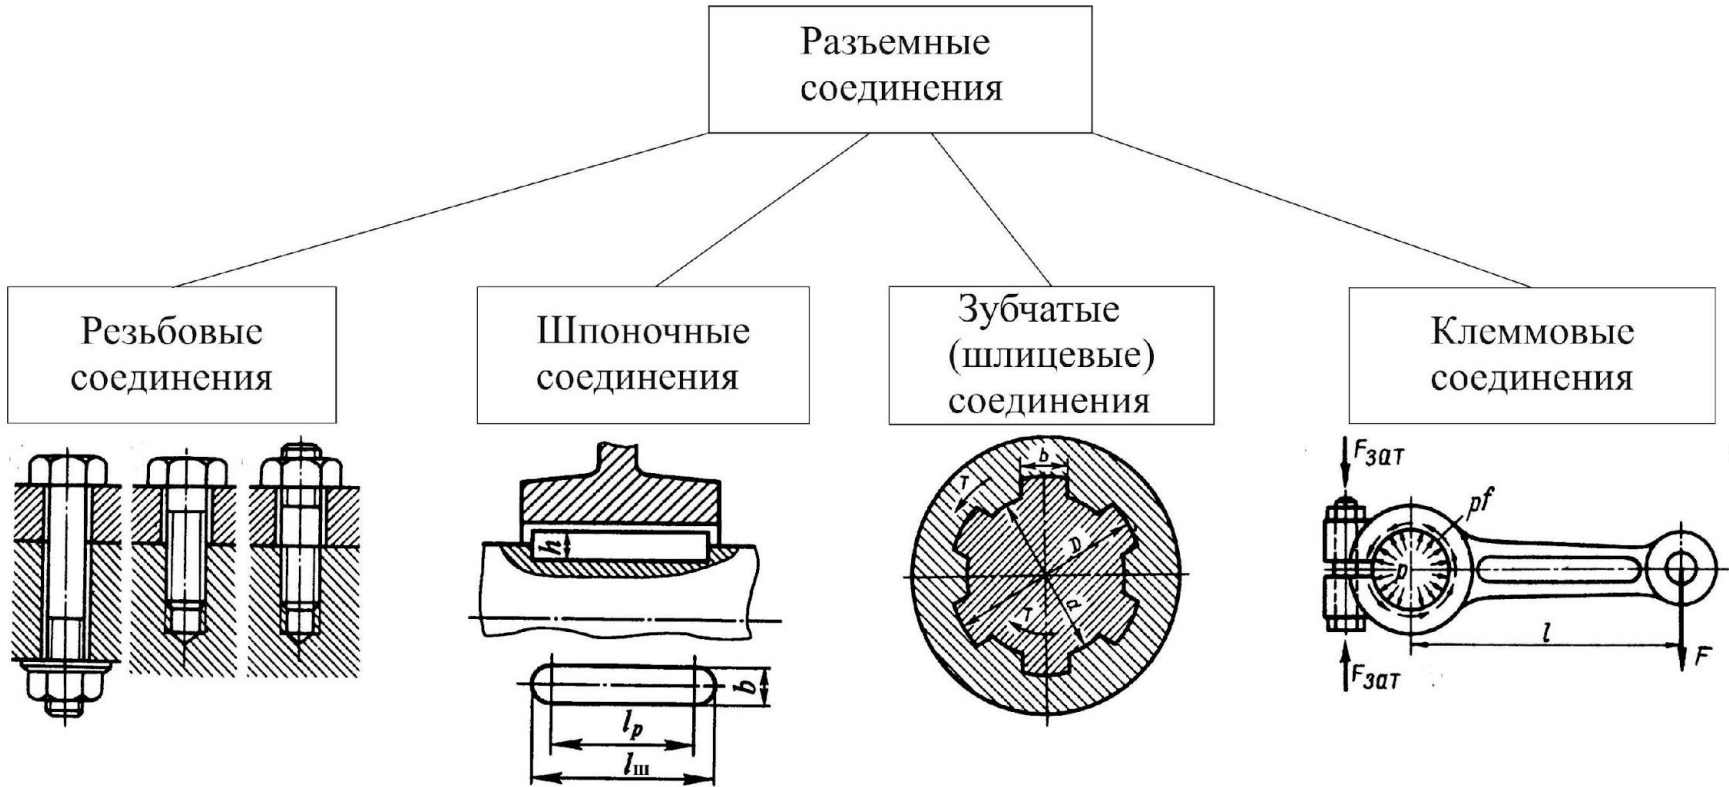 Разъемные
соединения
Резьбовые
соединения
Шпоночные
соединения
Зубчатые
(шлицевые)
соединения
Клеммовые
соединения
h
b
lр
lш
b
T
D
d
T
Fзат
pf
p
l
F
Fзат